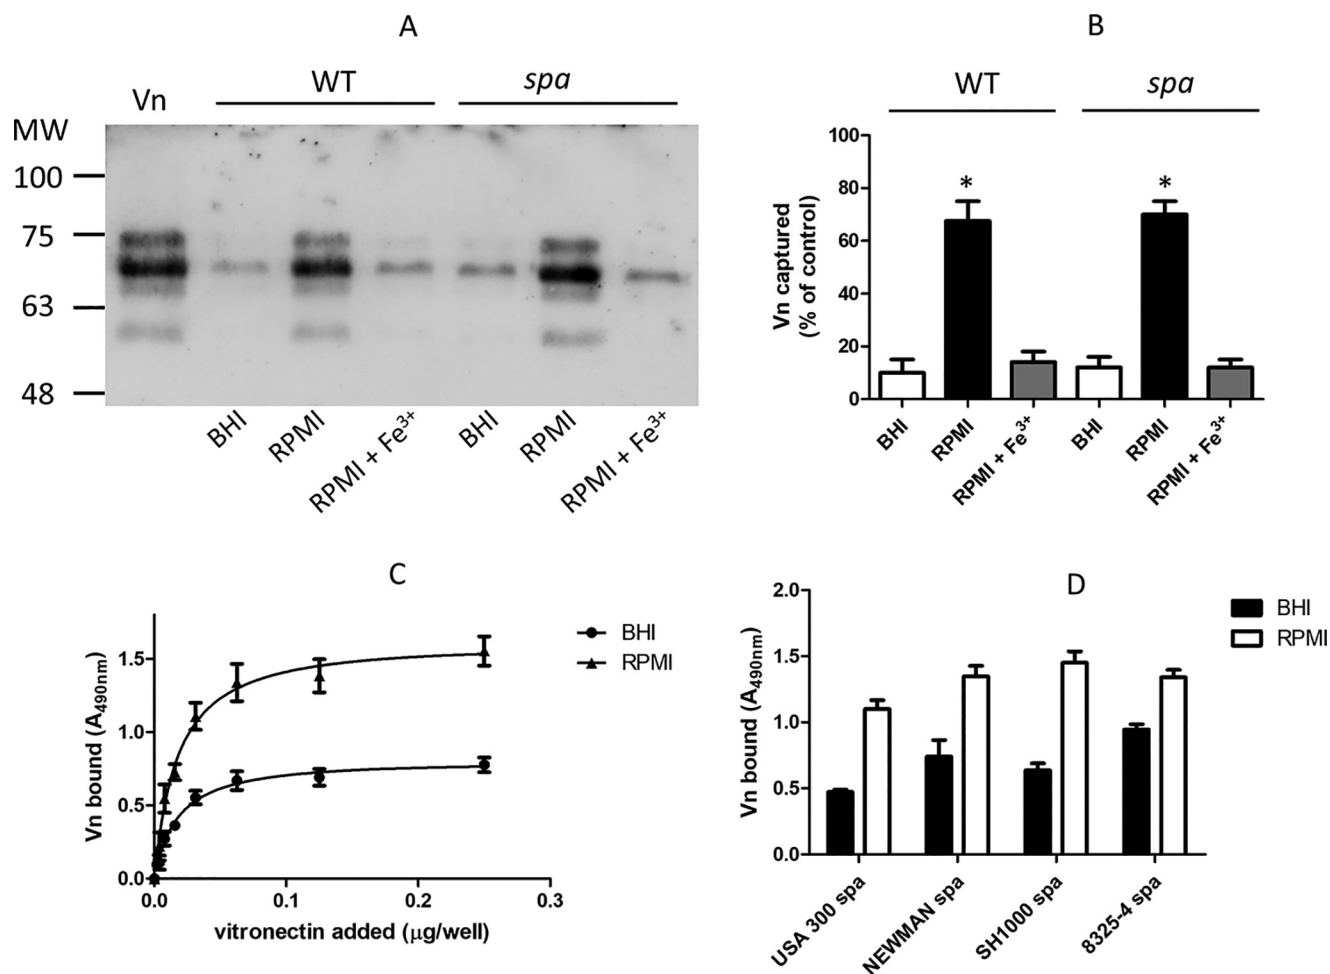 A
WT
spa
Vn
MW
100
75
63
48
BHI
RPMI
RPMI + Fe³⁺
BHI
RPMI
RPMI + Fe³⁺
B
WT
spa
Vn captured
(% of control)
100
80
60
40
20
0
*
*
BHI
RPMI
RPMI + Fe³⁺
BHI
RPMI
RPMI + Fe³⁺
C
BHI
RPMI
Vn bound (A490nm)
1.5
1.0
0.5
0.0
0.0
0.1
0.2
0.3
vitronectin added (μg/well)
D
BHI
RPMI
Vn bound (A490nm)
2.0
1.5
1.0
0.5
0.0
USA 300 spa
NEWMAN spa
SH1000 spa
8325-4 spa